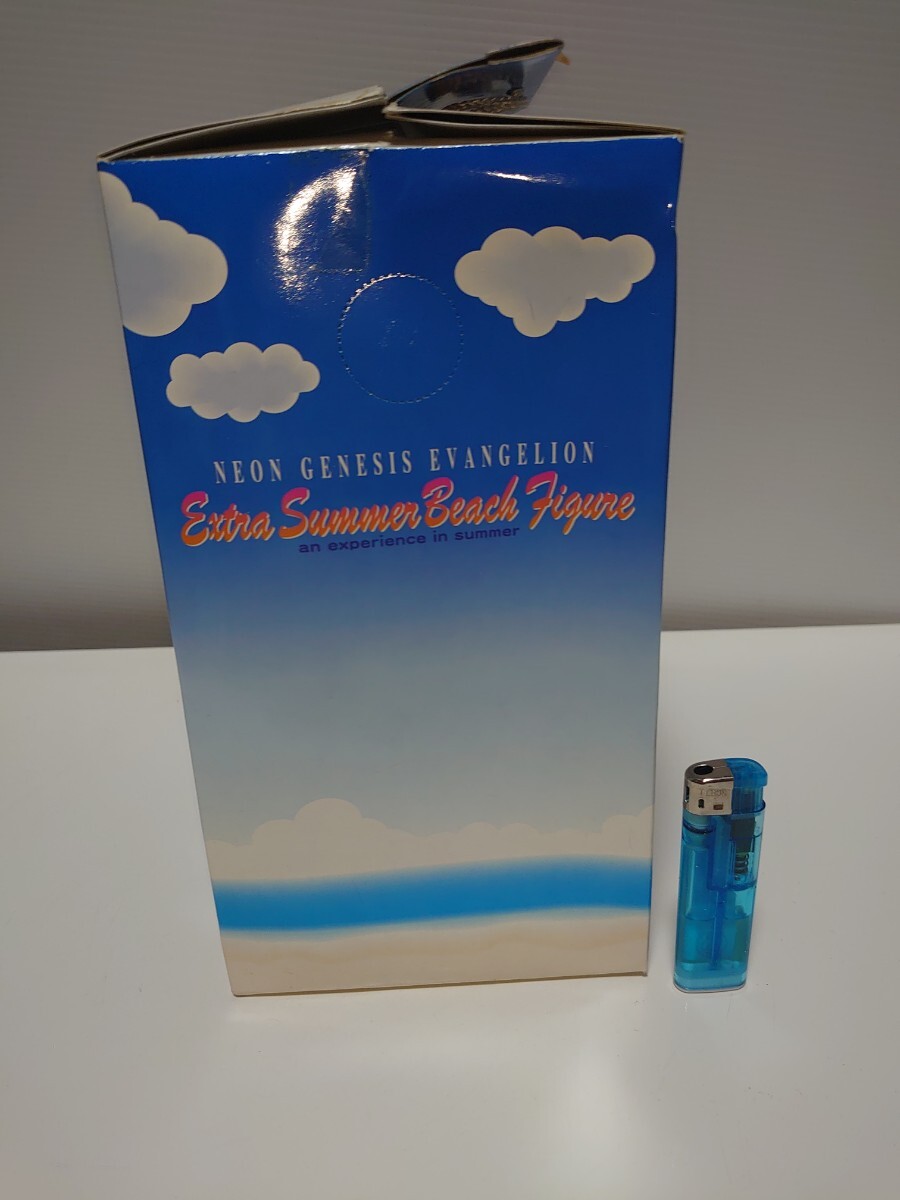 NEON GENESIS EVANGELION
Extra Summer Beach Figure
an experience in summer